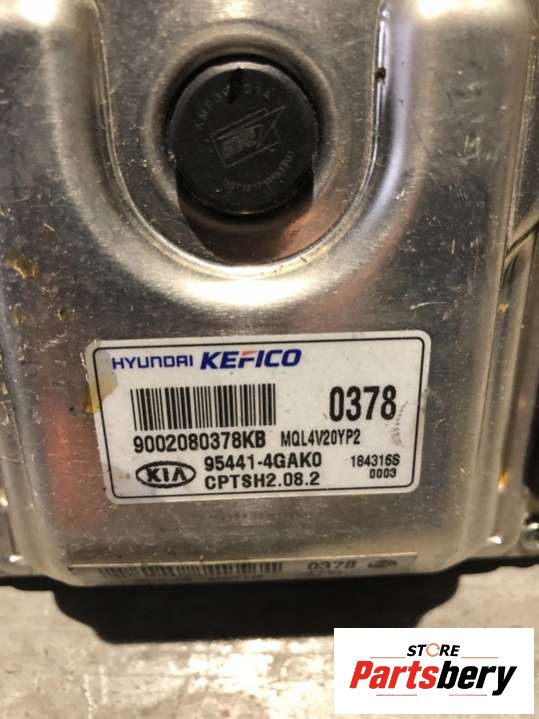 HYUNDAI KEFICO
0378
9002080378KB MQL4V20YP2
KIA 95441-4GAK0 184316S
CPTSH2.08.2 0003
0378
STORE
Partsbery